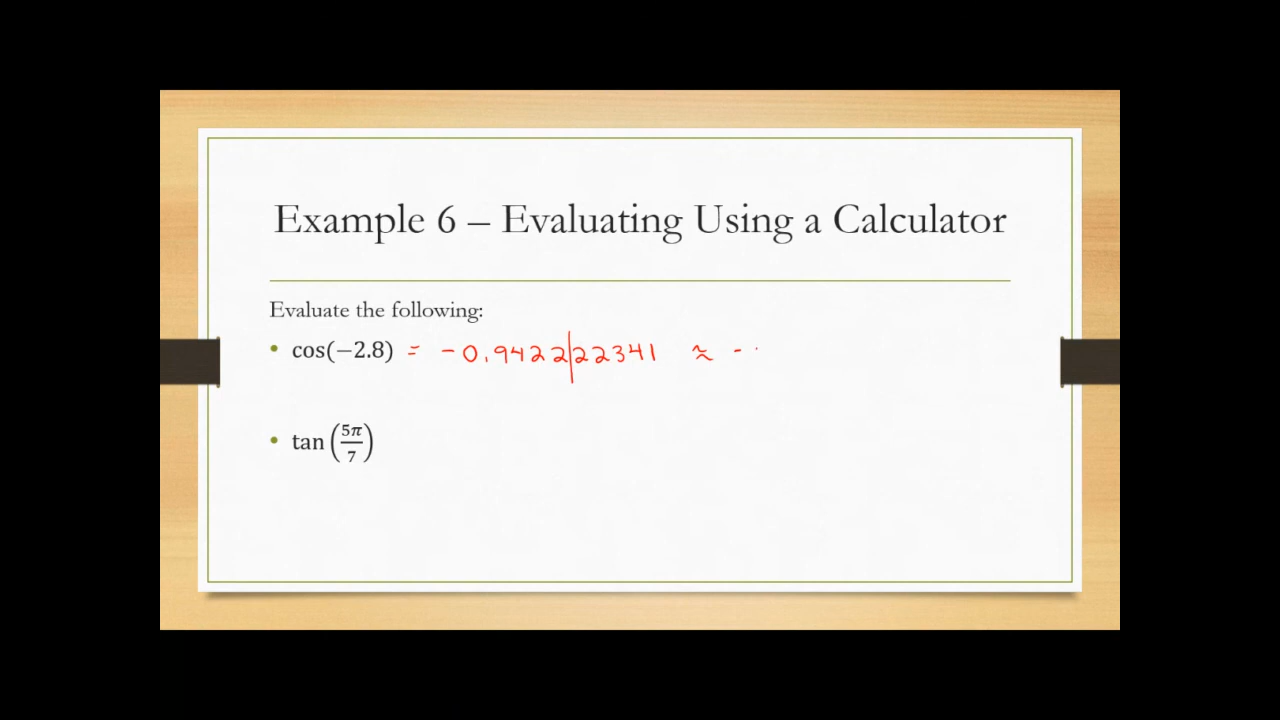 Example 6 – Evaluating Using a Calculator
Evaluate the following:
• cos(−2.8) = -0.942222341 ≈ -.
• tan(5π/7)